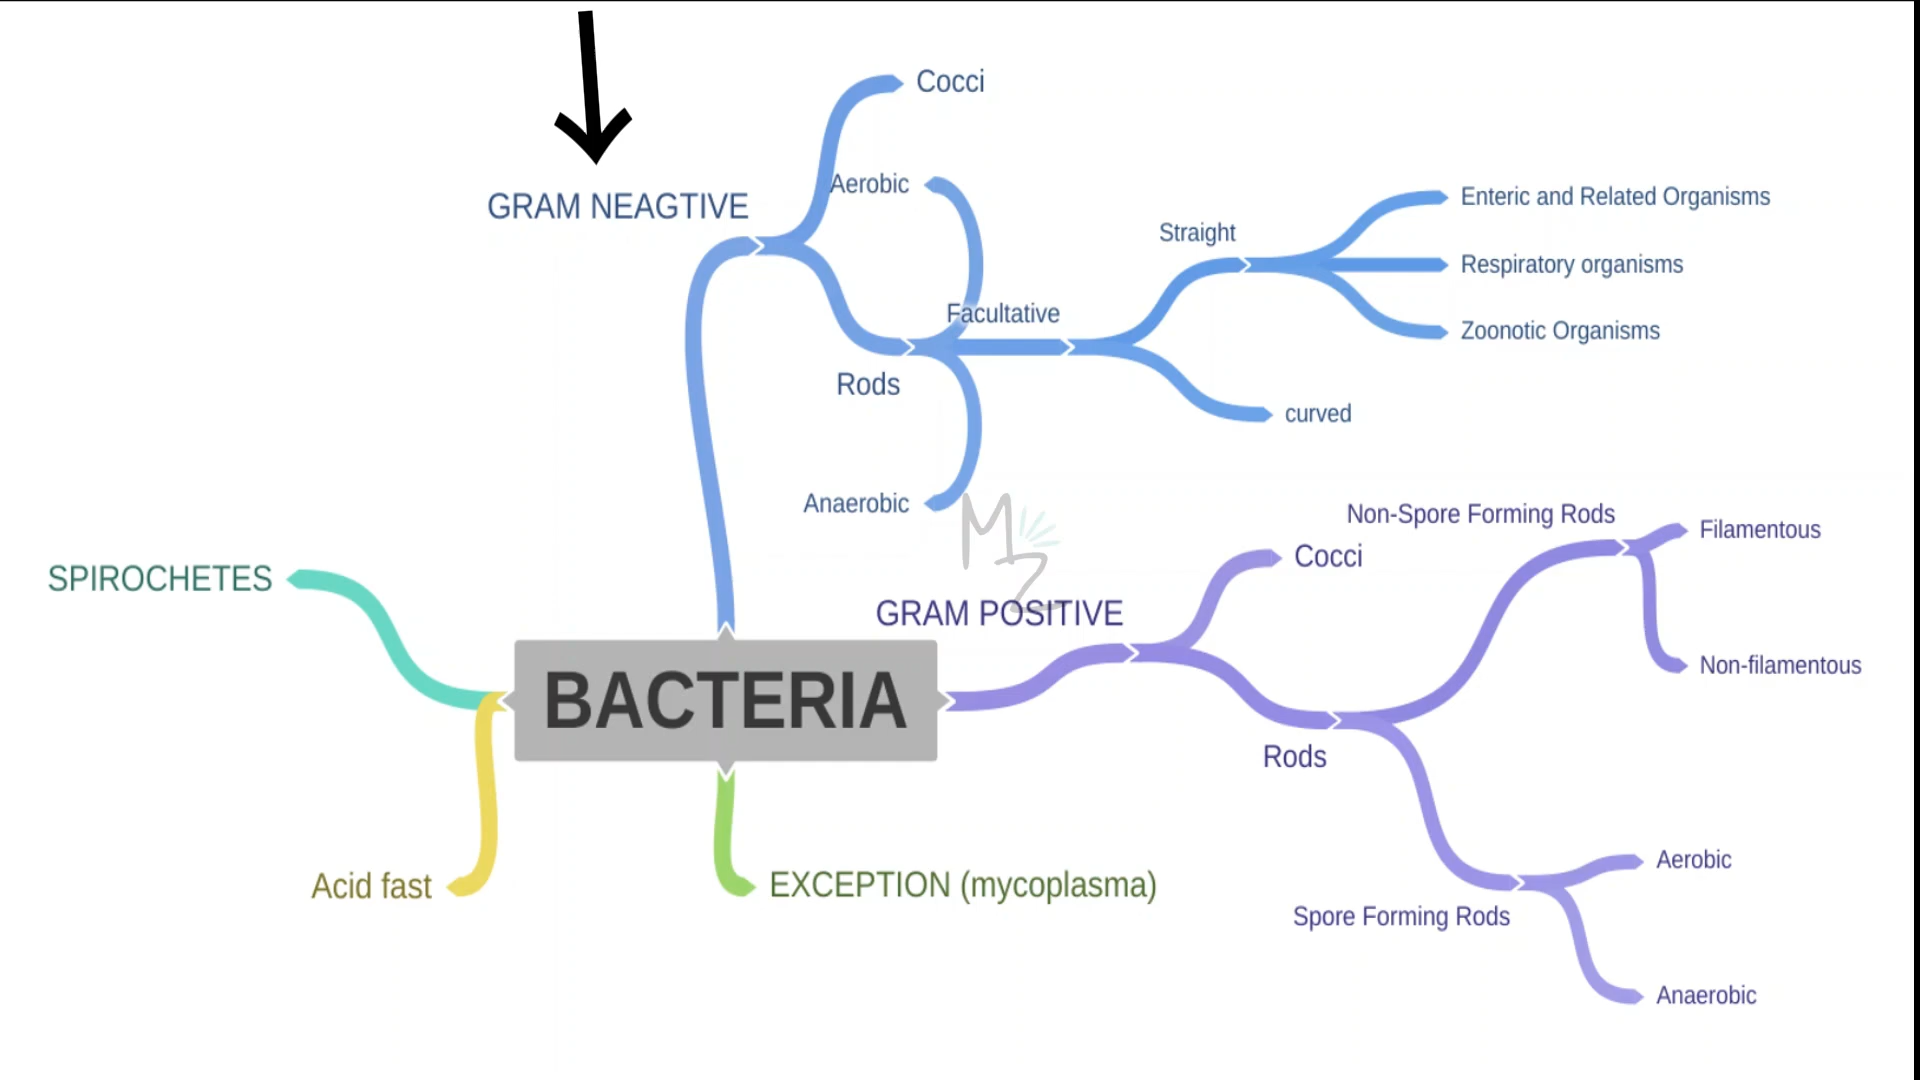 Cocci
Aerobic
GRAM NEAGTIVE
Straight
Enteric and Related Organisms
Respiratory organisms
Facultative
Zoonotic Organisms
Rods
curved
Anaerobic
MZ
Non-Spore Forming Rods
Filamentous
Cocci
SPIROCHETES
GRAM POSITIVE
Non-filamentous
BACTERIA
Rods
Aerobic
Acid fast
EXCEPTION (mycoplasma)
Spore Forming Rods
Anaerobic